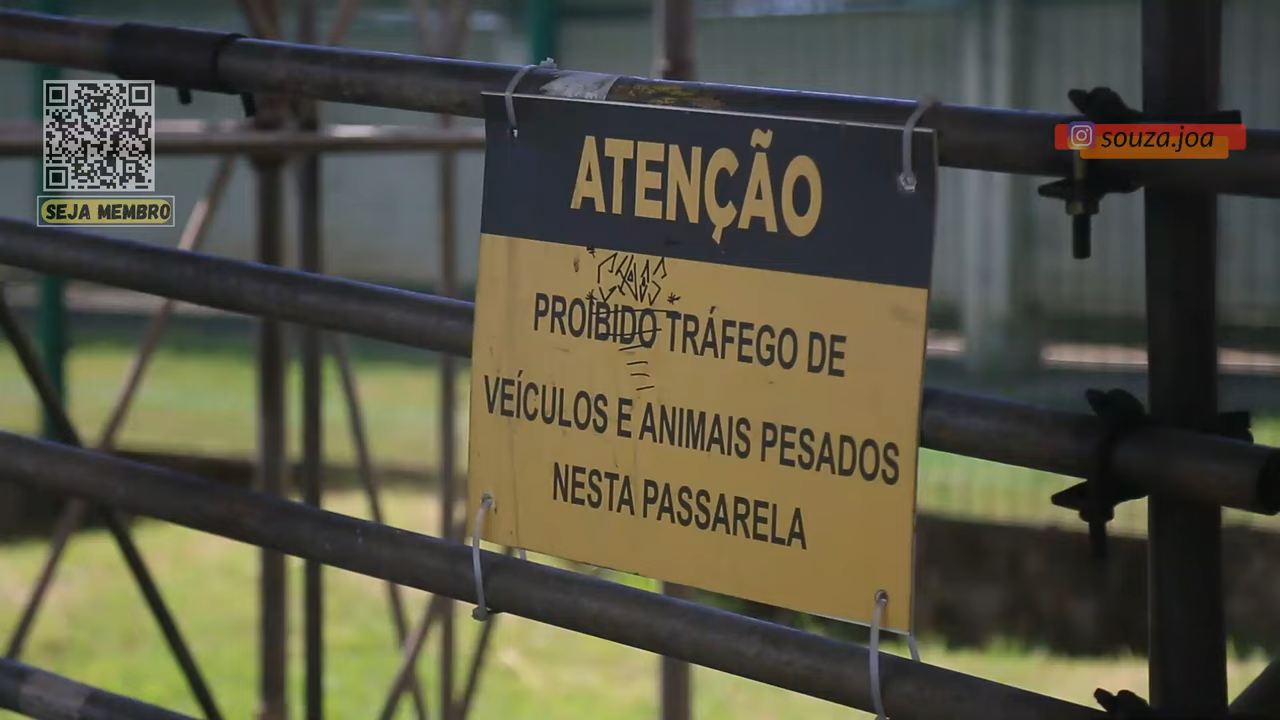 SEJA MEMBRO
souza.joa
ATENÇÃO
PROIBIDO TRÁFEGO DE
VEÍCULOS E ANIMAIS PESADOS
NESTA PASSARELA